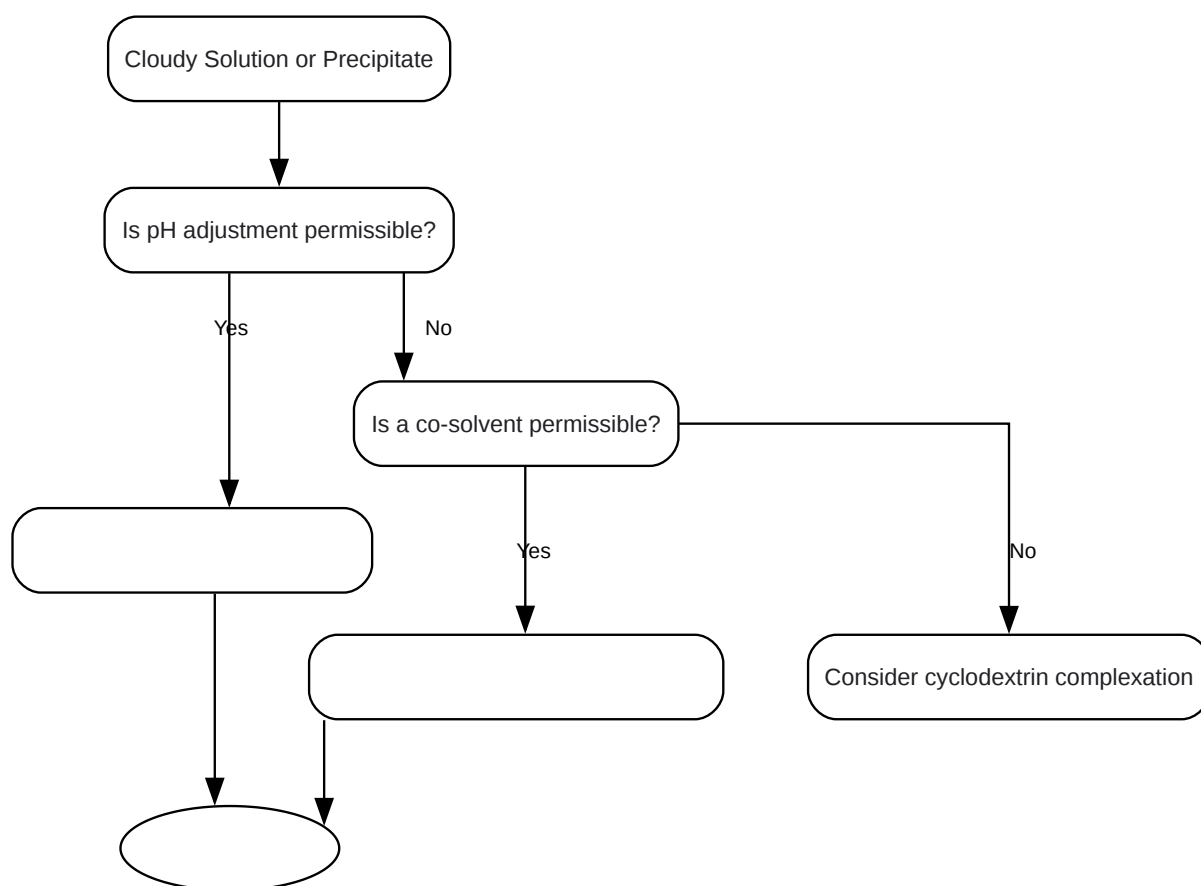 Cloudy Solution or Precipitate
Is pH adjustment permissible?
Yes
No
Is a co-solvent permissible?
Yes
No
Consider cyclodextrin complexation